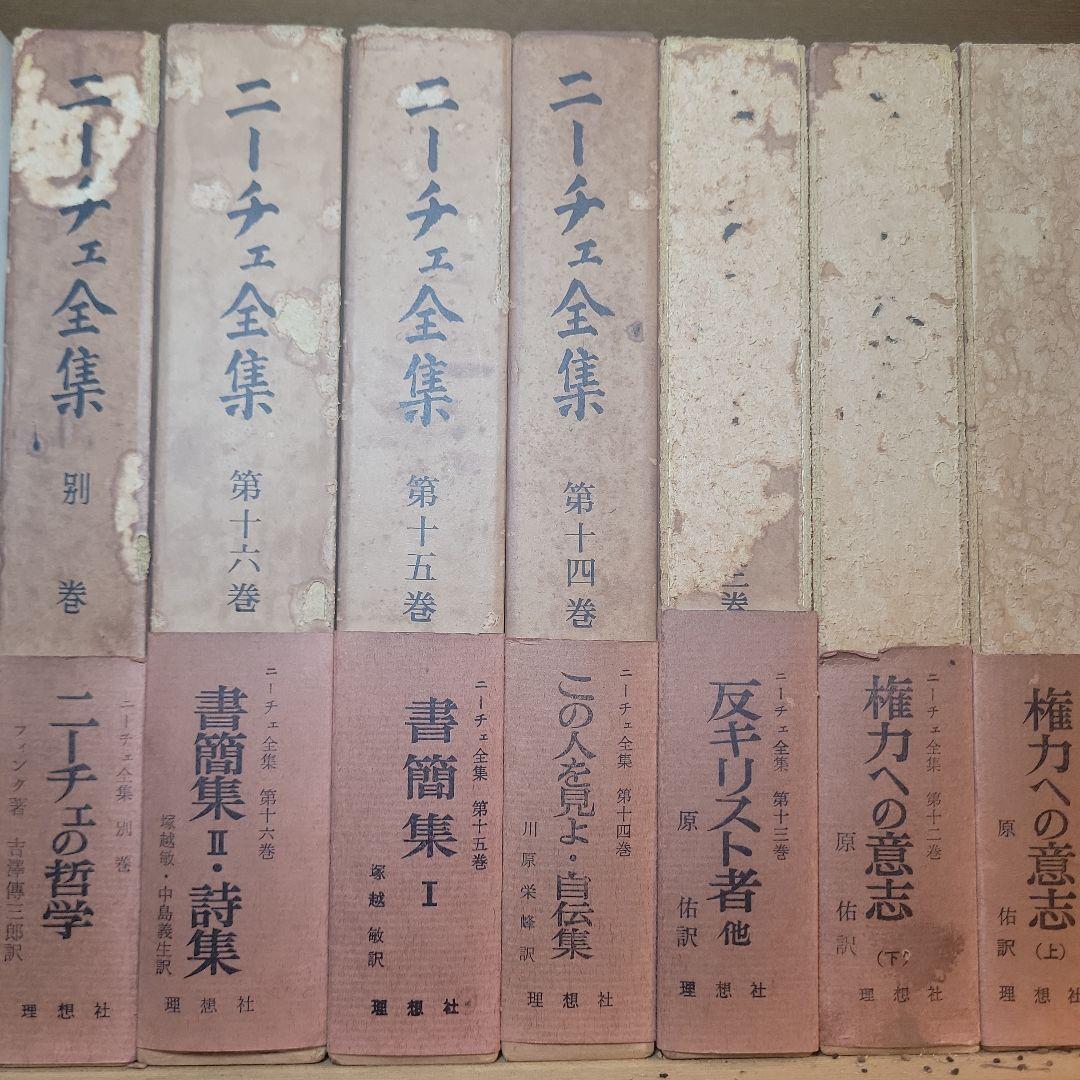 ニーチェ全集
別巻
ニーチェ全集 別巻
ニーチェの哲学
フィンク著 吉澤傳三郎訳
理想社
ニーチェ全集
第十六巻
ニーチェ全集 第十六巻
書簡集Ⅱ・詩集
塚越敏・中島義生訳
理想社
ニーチェ全集
第十五巻
ニーチェ全集 第十五巻
書簡集Ⅰ
塚越敏訳
理想社
ニーチェ全集
第十四巻
ニーチェ全集 第十四巻
この人を見よ・自伝集
川原栄峰訳
理想社
巻
ニーチェ全集 第十三巻
反キリスト者 他
原佑訳
理想社
ニーチェ全集 第十二巻
権力への意志
(下)
原佑訳
理想社
権力への意志
(上)
原佑訳
理想社